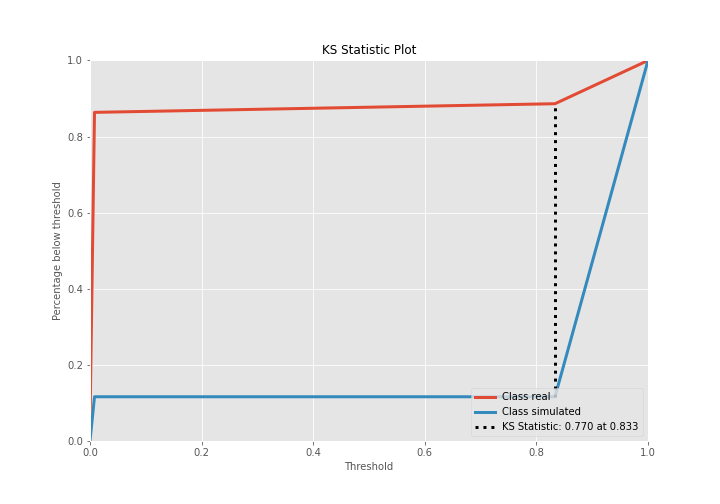 KS Statistic Plot
1.0
0.8
0.6
0.4
0.2
0.0
Percentage below threshold
Class real
Class simulated
KS Statistic: 0.770 at 0.833
0.0 0.2 0.4 0.6 0.8 1.0
Threshold